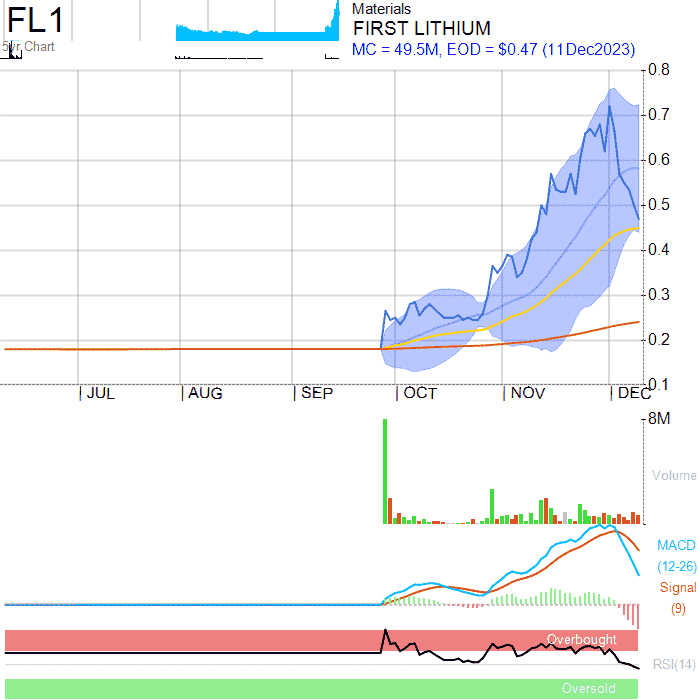 FL1
5yr Chart
Materials
FIRST LITHIUM
MC = 49.5M, EOD = $0.47 (11Dec2023)
0.8
0.7
0.6
0.5
0.4
0.3
0.2
0.1
JUL AUG SEP OCT NOV DEC
8M
Volume
MACD
(12-26)
Signal
(9)
Overbought
RSI(14)
Oversold